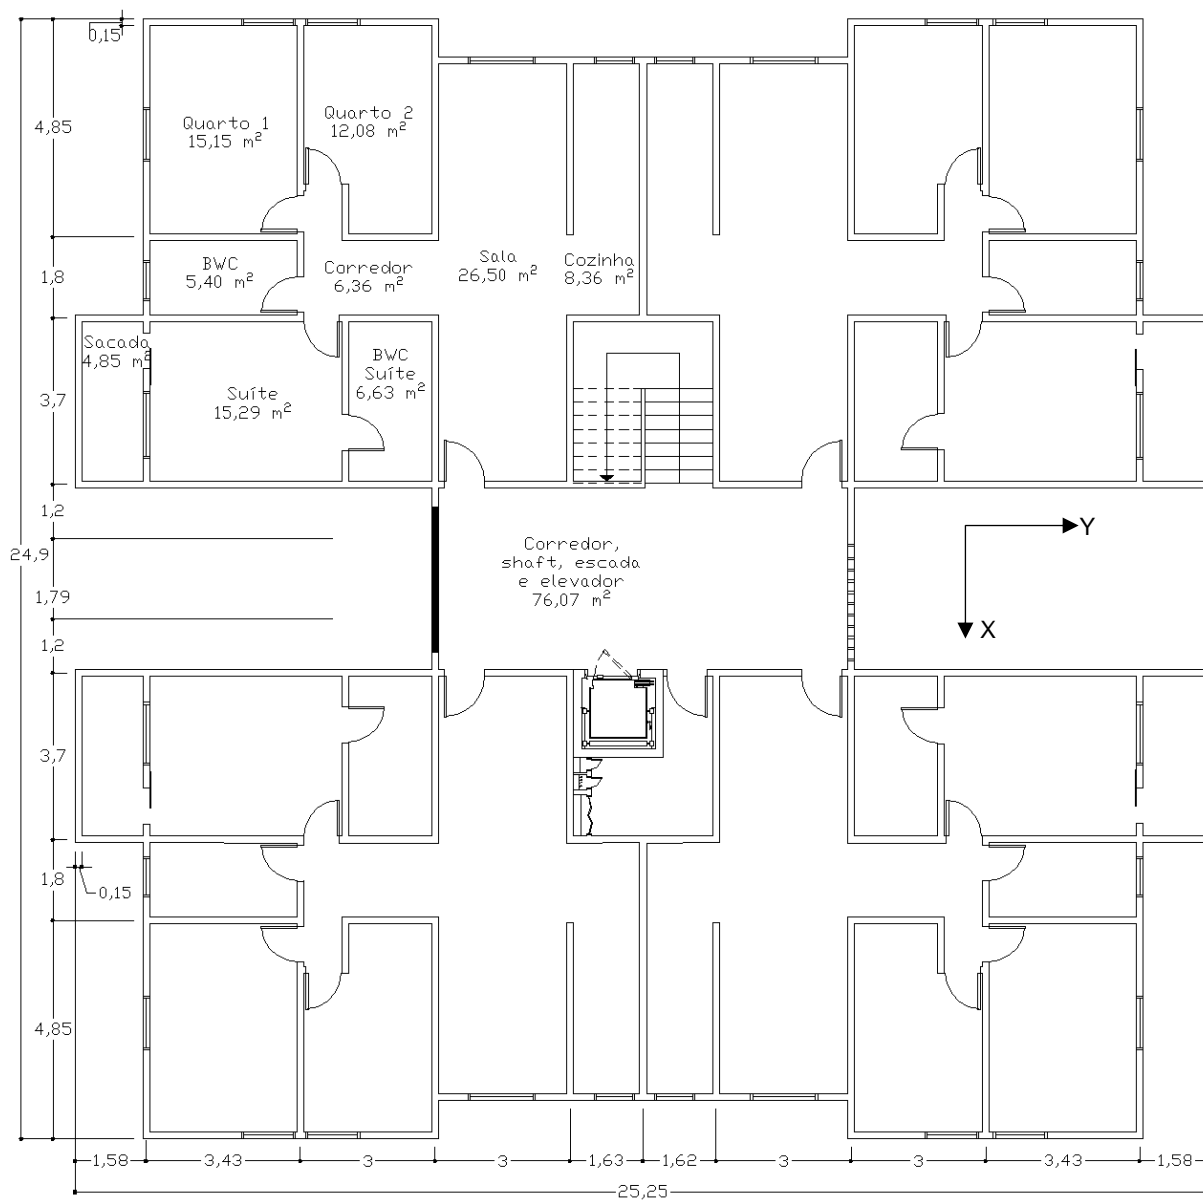 0,15
4,85
Quarto 1
15,15 m²
Quarto 2
12,08 m²
1,8
BWC
5,40 m²
Corredor
6,36 m²
Sala
26,50 m²
Cozinha
8,36 m²
Sacada
4,85 m²
3,7
Suíte
15,29 m²
BWC
Suíte
6,63 m²
1,2
24,9
1,79
1,2
Corredor,
shaft, escada
e elevador
76,07 m²
Y
X
3,7
1,8
0,15
4,85
1,58
3,43
3
3
1,63
1,62
3
3
3,43
1,58
25,25